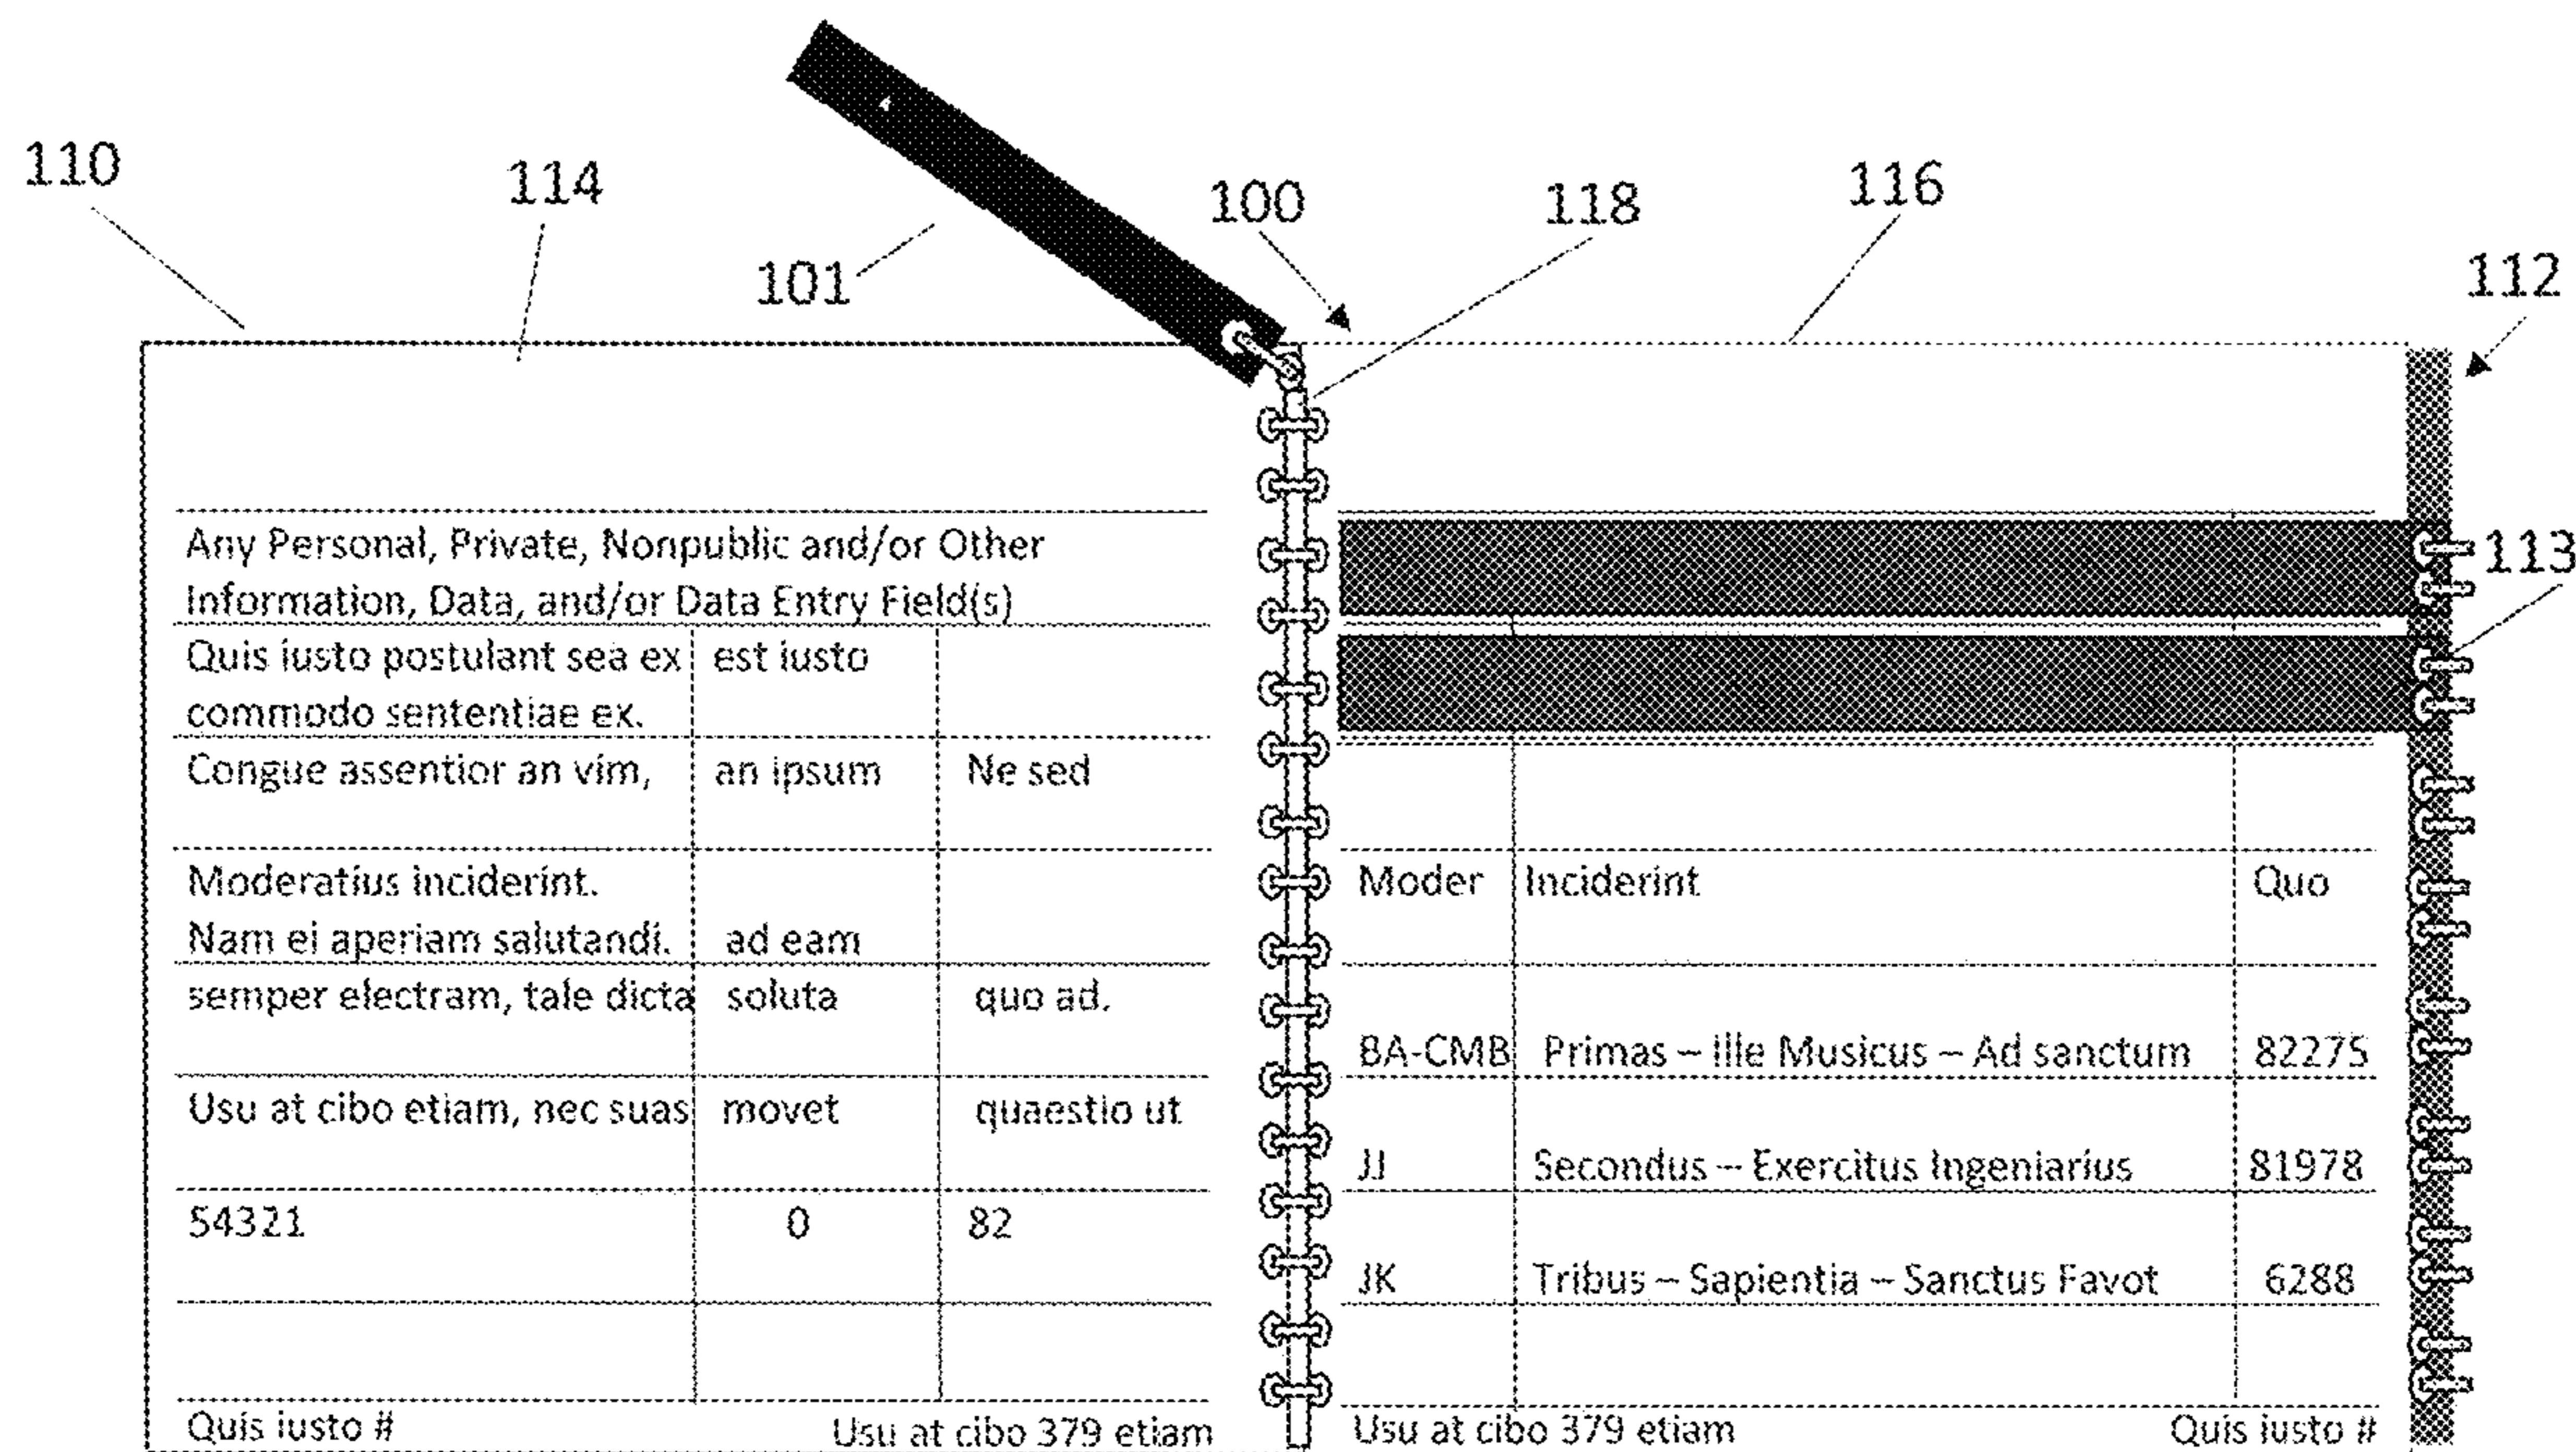 110
114
101
100
118
116
112
113
Any Personal, Private, Nonpublic and/or Other
Information, Data, and/or Data Entry Field(s)
Quis iusto postulant sea ex est iusto
commodo sententiae ex.
Congue assentior an vim, an ipsum Ne sed
Moderatius inciderint.
Nam ei aperiam salutandi. ad eam
semper electram, tale dicta soluta quo ad.
Usu at cibo etiam, nec suas movet quaestio ut
54321 0 82
Quis iusto # Usu at cibo 379 etiam
Moder Inciderint Quo
BA-CMB Primas – Ille Musicus – Ad sanctum 82275
JJ Secondus – Exercitus Ingeniarius 81978
JK Tribus – Sapientia – Sanctus Favot 6288
Usu at cibo 379 etiam Quis iusto #